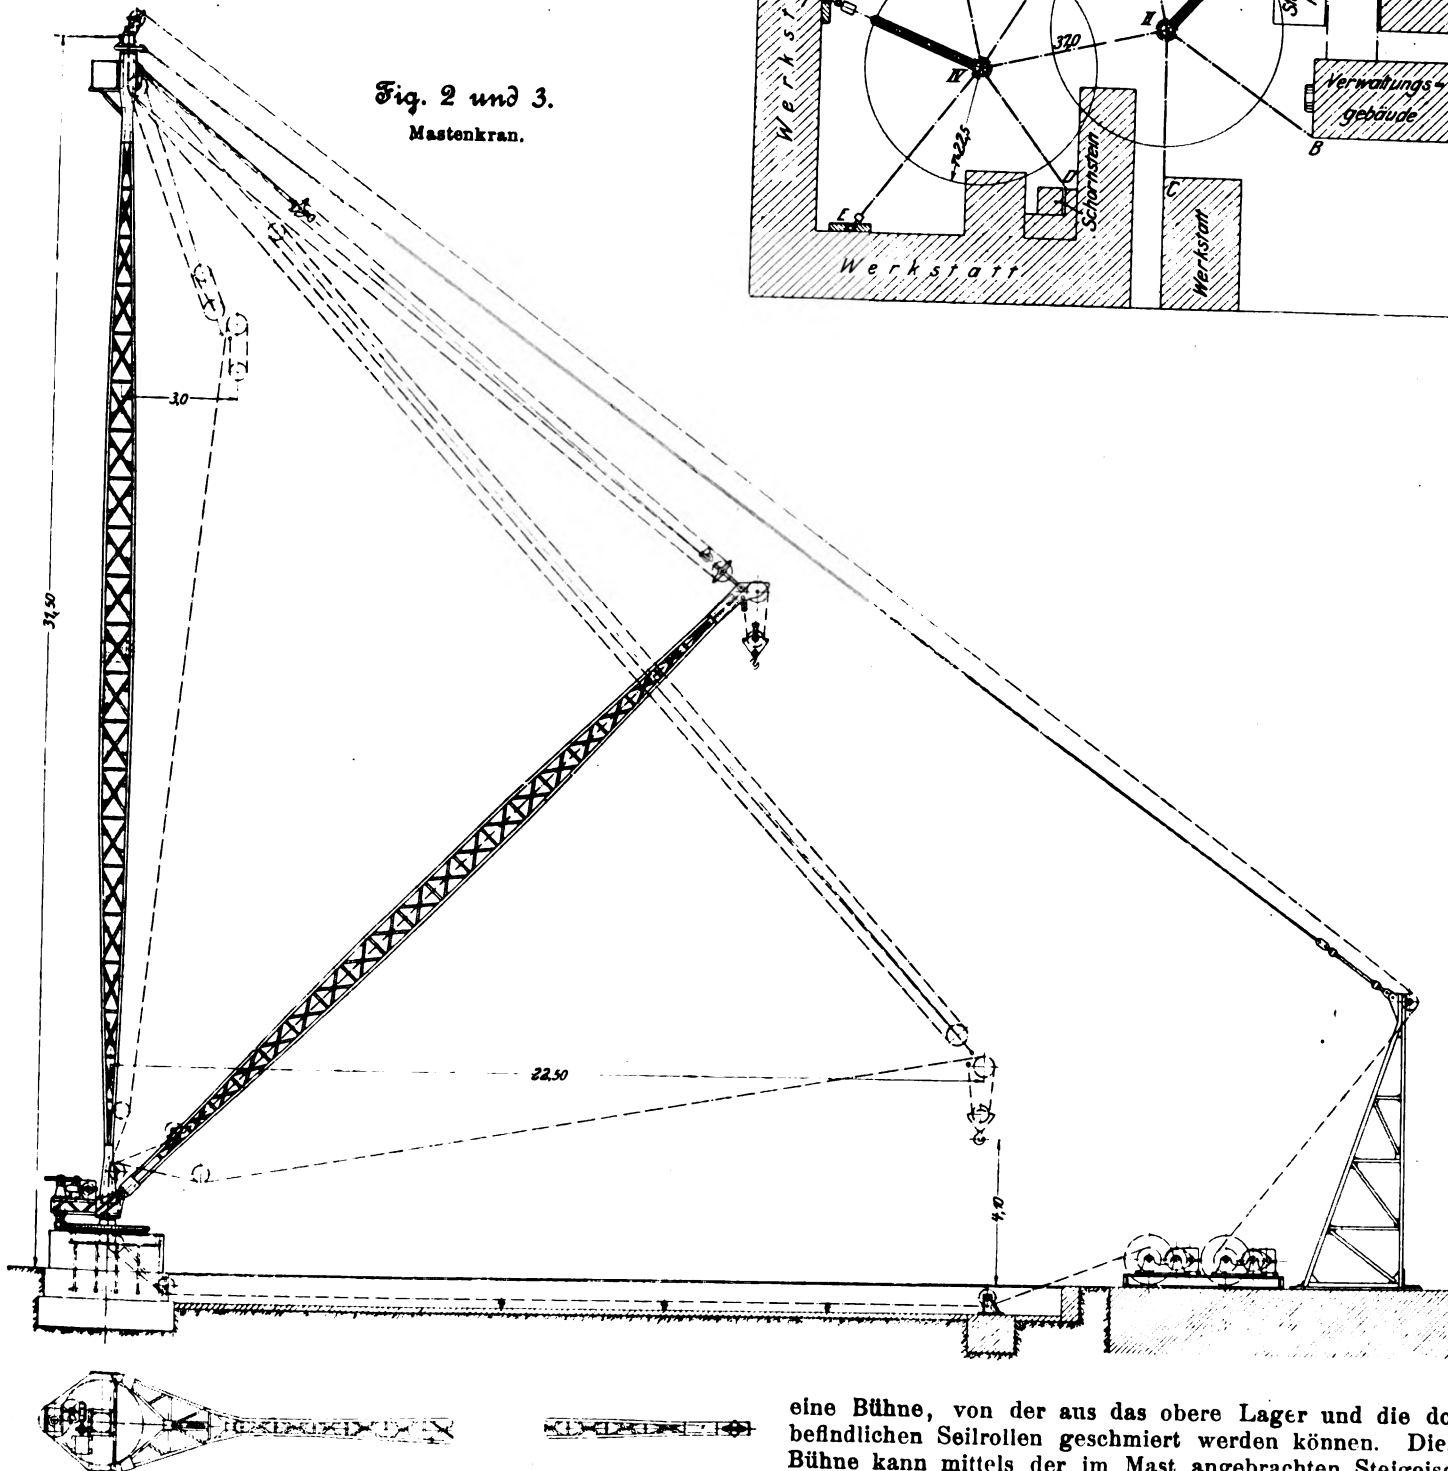 Fig. 2 und 3.
Mastenkran.
Werkst
IV
37,0
II
r=22,5
E
D
Schornstein
C
B
Verwaltungs-
gebäude
Werkstatt
Werkstatt
3,0
31,50
22,50
4,10
eine Bühne, von der aus das obere Lager und die do
befindlichen Seilrollen geschmiert werden können. Die
Bühne kann mittels der im Mast angebrachten Steigeise